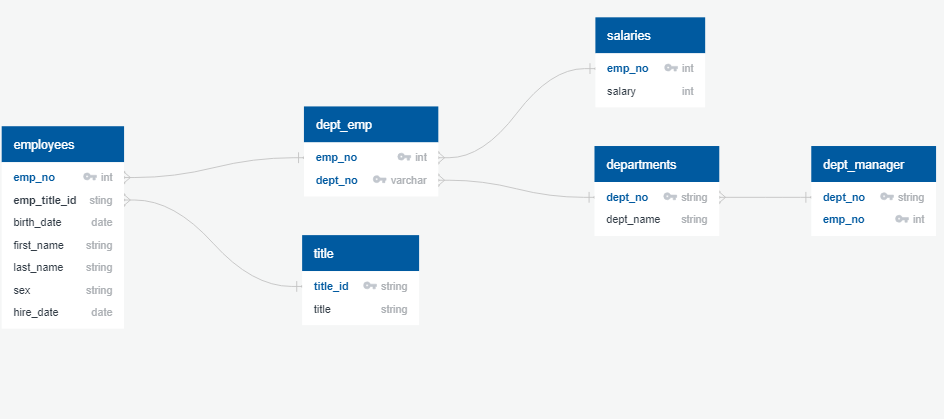 employees
emp_no int
emp_title_id sting
birth_date date
first_name string
last_name string
sex string
hire_date date
dept_emp
emp_no int
dept_no varchar
title
title_id string
title string
salaries
emp_no int
salary int
departments
dept_no string
dept_name string
dept_manager
dept_no string
emp_no int